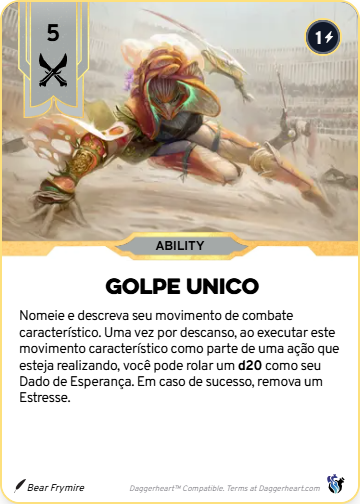 5
1
ABILITY
GOLPE UNICO
Nomeie e descreva seu movimento de combate
característico. Uma vez por descanso, ao executar este
movimento característico como parte de uma ação que
esteja realizando, você pode rolar um d20 como seu
Dado de Esperança. Em caso de sucesso, remova um
Estresse.
Bear Frymire
Daggerheart™ Compatible. Terms at Daggerheart.com